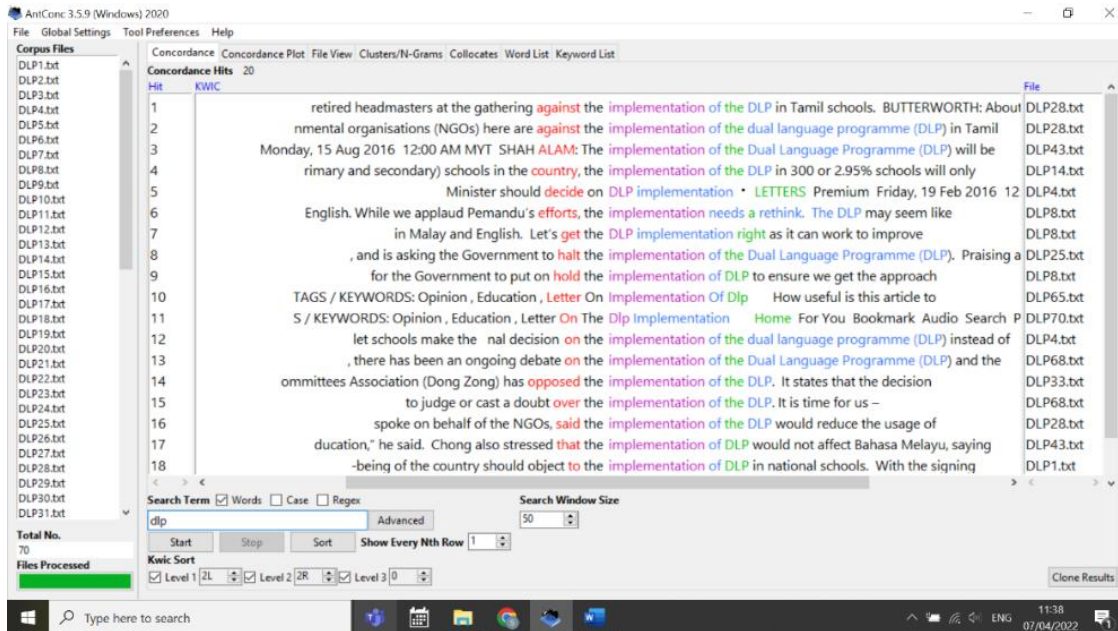 AntConc 3.5.9 (Windows) 2020
File Global Settings Tool Preferences Help
Corpus Files
DLP1.txt
DLP2.txt
DLP3.txt
DLP4.txt
DLP5.txt
DLP6.txt
DLP7.txt
DLP8.txt
DLP9.txt
DLP10.txt
DLP11.txt
DLP12.txt
DLP13.txt
DLP14.txt
DLP15.txt
DLP16.txt
DLP17.txt
DLP18.txt
DLP19.txt
DLP20.txt
DLP21.txt
DLP22.txt
DLP23.txt
DLP24.txt
DLP25.txt
DLP26.txt
DLP27.txt
DLP28.txt
DLP29.txt
DLP30.txt
DLP31.txt
Total No.
70
Files Processed
Concordance Concordance Plot File View Clusters/N-Grams Collocates Word List Keyword List
Concordance Hits 20
Hit KWIC File
1 retired headmasters at the gathering against the implementation of the DLP in Tamil schools. BUTTERWORTH: About DLP28.txt
2 nmental organisations (NGOs) here are against the implementation of the dual language programme (DLP) in Tamil DLP28.txt
3 Monday, 15 Aug 2016 12:00 AM MYT SHAH ALAM: The implementation of the Dual Language Programme (DLP) will be DLP43.txt
4 rimary and secondary) schools in the country, the implementation of the DLP in 300 or 2.95% schools will only DLP14.txt
5 Minister should decide on DLP implementation • LETTERS Premium Friday, 19 Feb 2016 12 DLP4.txt
6 English. While we applaud Pemandu's efforts, the implementation needs a rethink. The DLP may seem like DLP8.txt
7 in Malay and English. Let's get the DLP implementation right as it can work to improve DLP8.txt
8 , and is asking the Government to halt the implementation of the Dual Language Programme (DLP). Praising a DLP25.txt
9 for the Government to put on hold the implementation of DLP to ensure we get the approach DLP8.txt
10 TAGS / KEYWORDS: Opinion , Education , Letter On Implementation Of Dlp How useful is this article to DLP65.txt
11 S / KEYWORDS: Opinion , Education , Letter On The Dlp Implementation Home For You Bookmark Audio Search P DLP70.txt
12 let schools make the nal decision on the implementation of the dual language programme (DLP) instead of DLP4.txt
13 , there has been an ongoing debate on the implementation of the Dual Language Programme (DLP) and the DLP68.txt
14 ommittees Association (Dong Zong) has opposed the implementation of the DLP. It states that the decision DLP33.txt
15 to judge or cast a doubt over the implementation of the DLP. It is time for us – DLP68.txt
16 spoke on behalf of the NGOs, said the implementation of the DLP would reduce the usage of DLP28.txt
17 ducation," he said. Chong also stressed that the implementation of DLP would not affect Bahasa Melayu, saying DLP43.txt
18 -being of the country should object to the implementation of DLP in national schools. With the signing DLP1.txt
Search Term Words Case Regex Search Window Size
dlp Advanced 50
Start Stop Sort Show Every Nth Row 1
Kwic Sort
Level 1 2L Level 2 2R Level 3 0 Clone Results
Type here to search ENG 11:38
07/04/2022